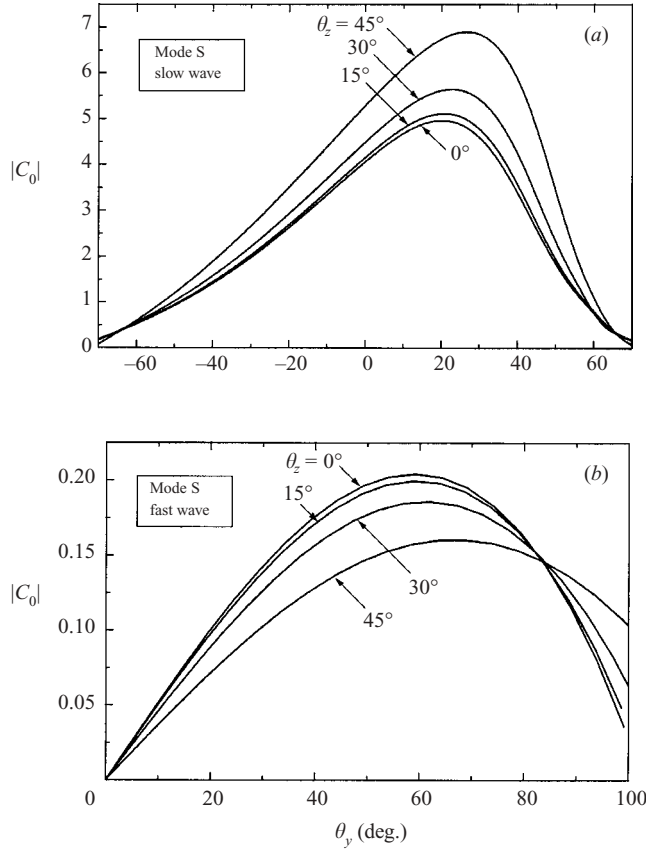 7
θz = 45°
(a)
Mode S
slow wave
30°
6
15°
5
0°
|C0|
4
3
2
1
0
–60
–40
–20
0
20
40
60
θz = 0°
(b)
0.20
Mode S
fast wave
15°
0.15
30°
|C0|
45°
0.10
0.05
0
20
40
60
80
100
θy (deg.)